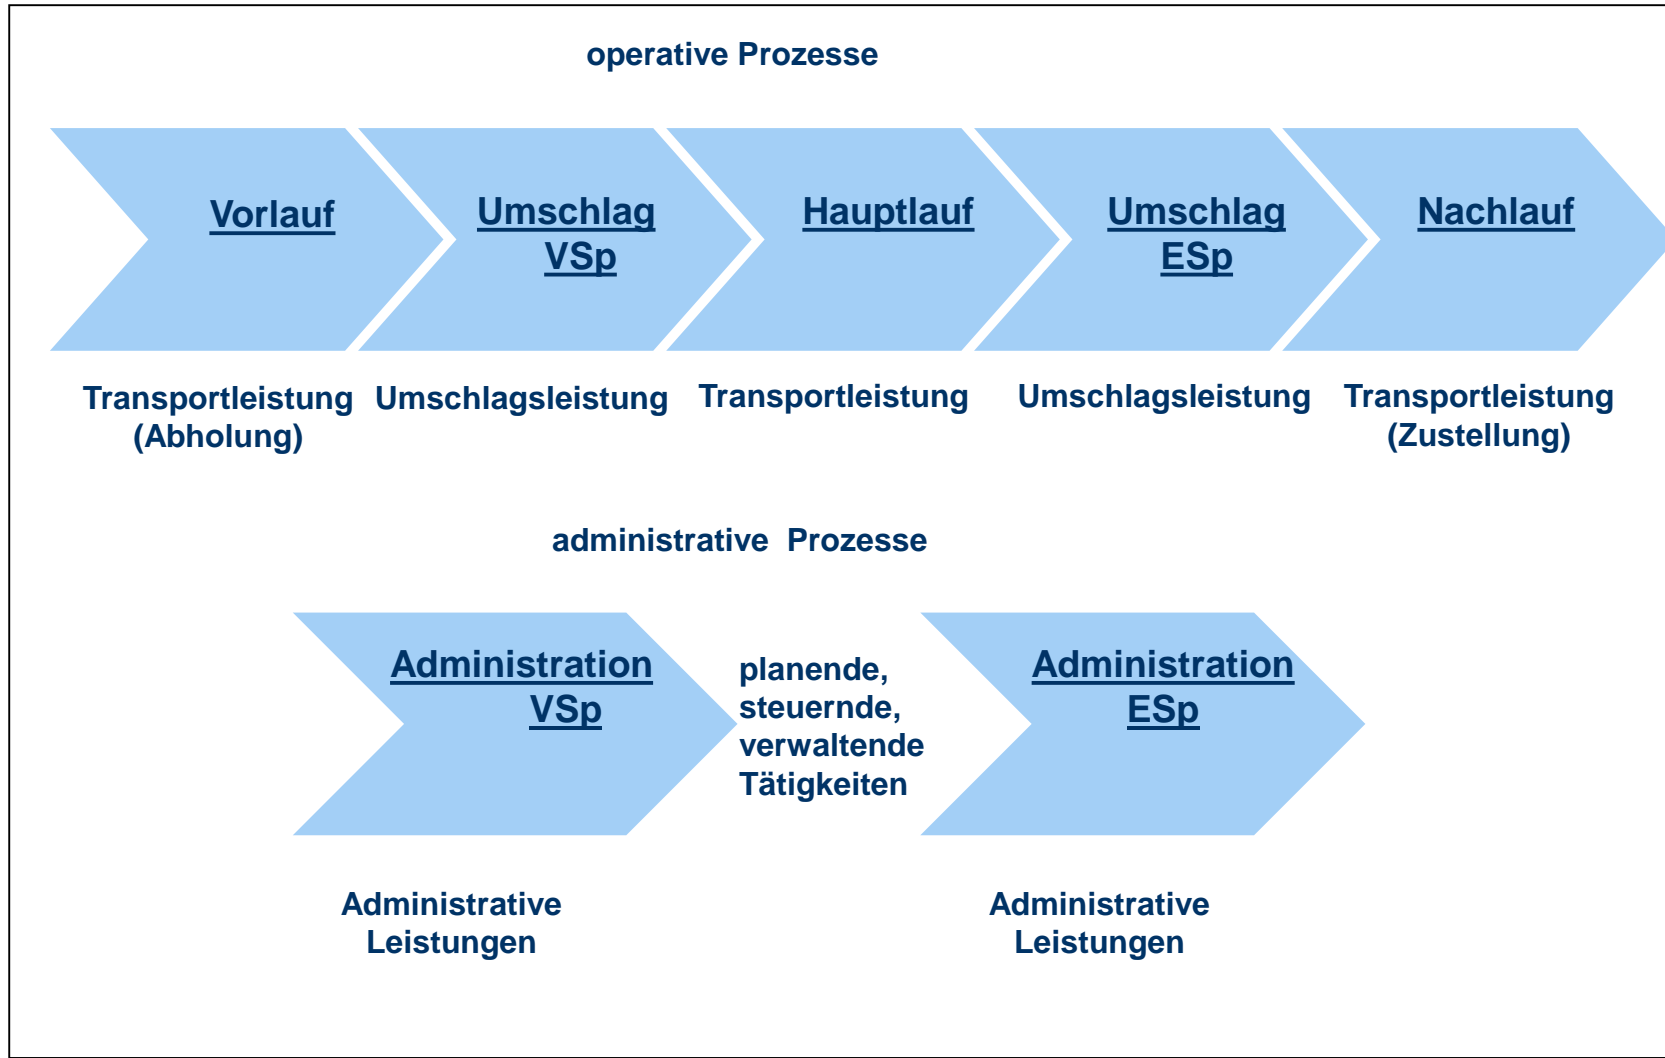 operative Prozesse
Vorlauf
Umschlag
VSp
Hauptlauf
Umschlag
ESp
Nachlauf
Transportleistung
(Abholung)
Umschlagsleistung
Transportleistung
Umschlagsleistung
Transportleistung
(Zustellung)
administrative Prozesse
Administration
VSp
planende,
steuernde,
verwaltende
Tätigkeiten
Administration
ESp
Administrative
Leistungen
Administrative
Leistungen